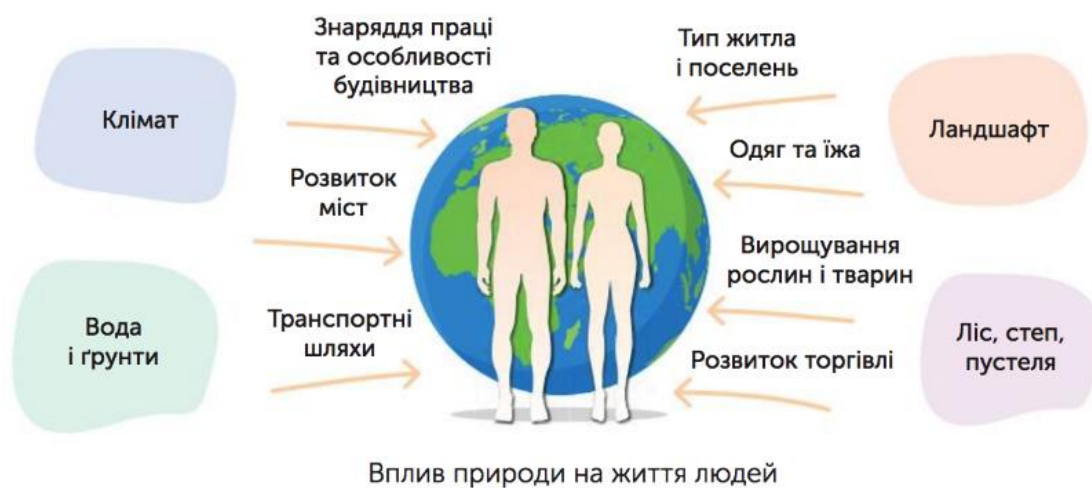 Знаряддя праці
та особливості
будівництва
Тип житла
і поселень
Клімат
Ландшафт
Одяг та їжа
Розвиток
міст
Вирощування
рослин і тварин
Вода
і ґрунти
Транспортні
шляхи
Ліс, степ,
пустеля
Розвиток торгівлі
Вплив природи на життя людей